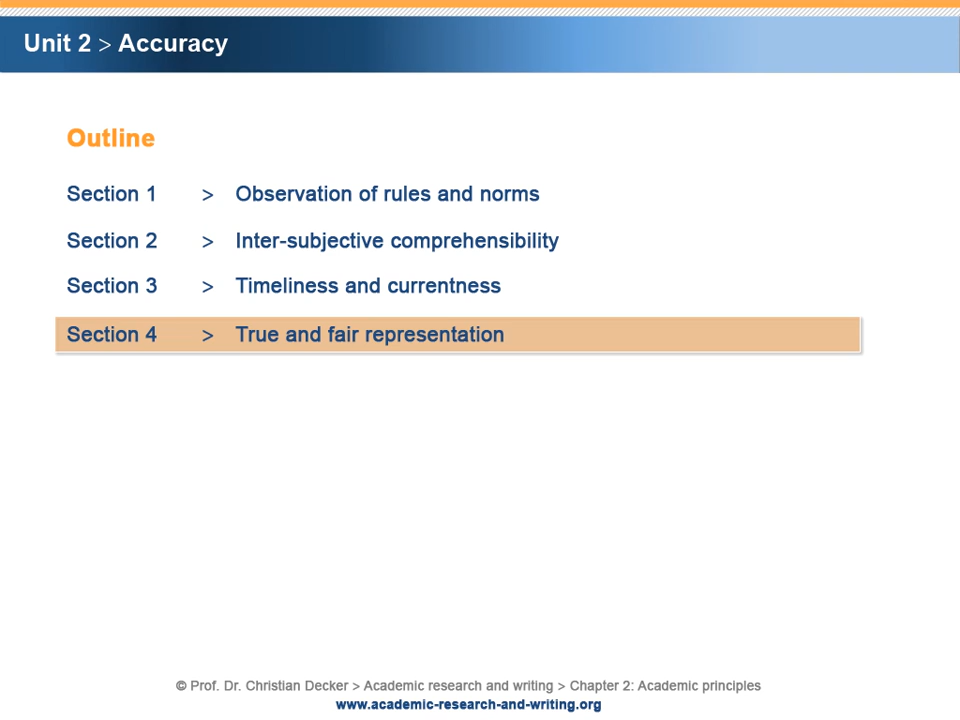 Unit 2 > Accuracy
Outline
Section 1 > Observation of rules and norms
Section 2 > Inter-subjective comprehensibility
Section 3 > Timeliness and currentness
Section 4 > True and fair representation
© Prof. Dr. Christian Decker > Academic research and writing > Chapter 2: Academic principles
www.academic-research-and-writing.org